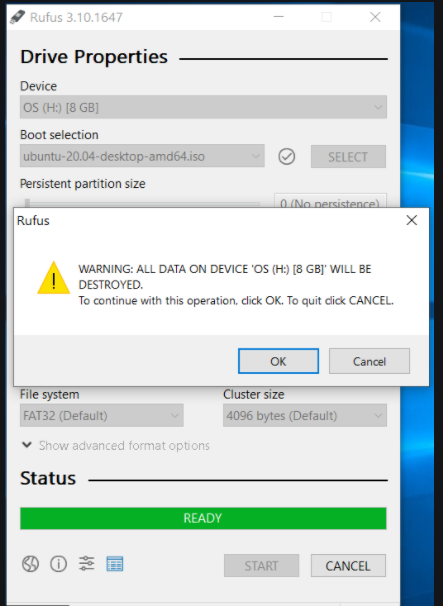 Rufus 3.10.1647
Drive Properties
Device
OS (H:) [8 GB]
Boot selection
ubuntu-20.04-desktop-amd64.iso
SELECT
Persistent partition size
0 (No persistence)
Rufus
WARNING: ALL DATA ON DEVICE 'OS (H:) [8 GB]' WILL BE
DESTROYED.
To continue with this operation, click OK. To quit click CANCEL.
OK
Cancel
File system
Cluster size
FAT32 (Default)
4096 bytes (Default)
Show advanced format options
Status
READY
START
CANCEL